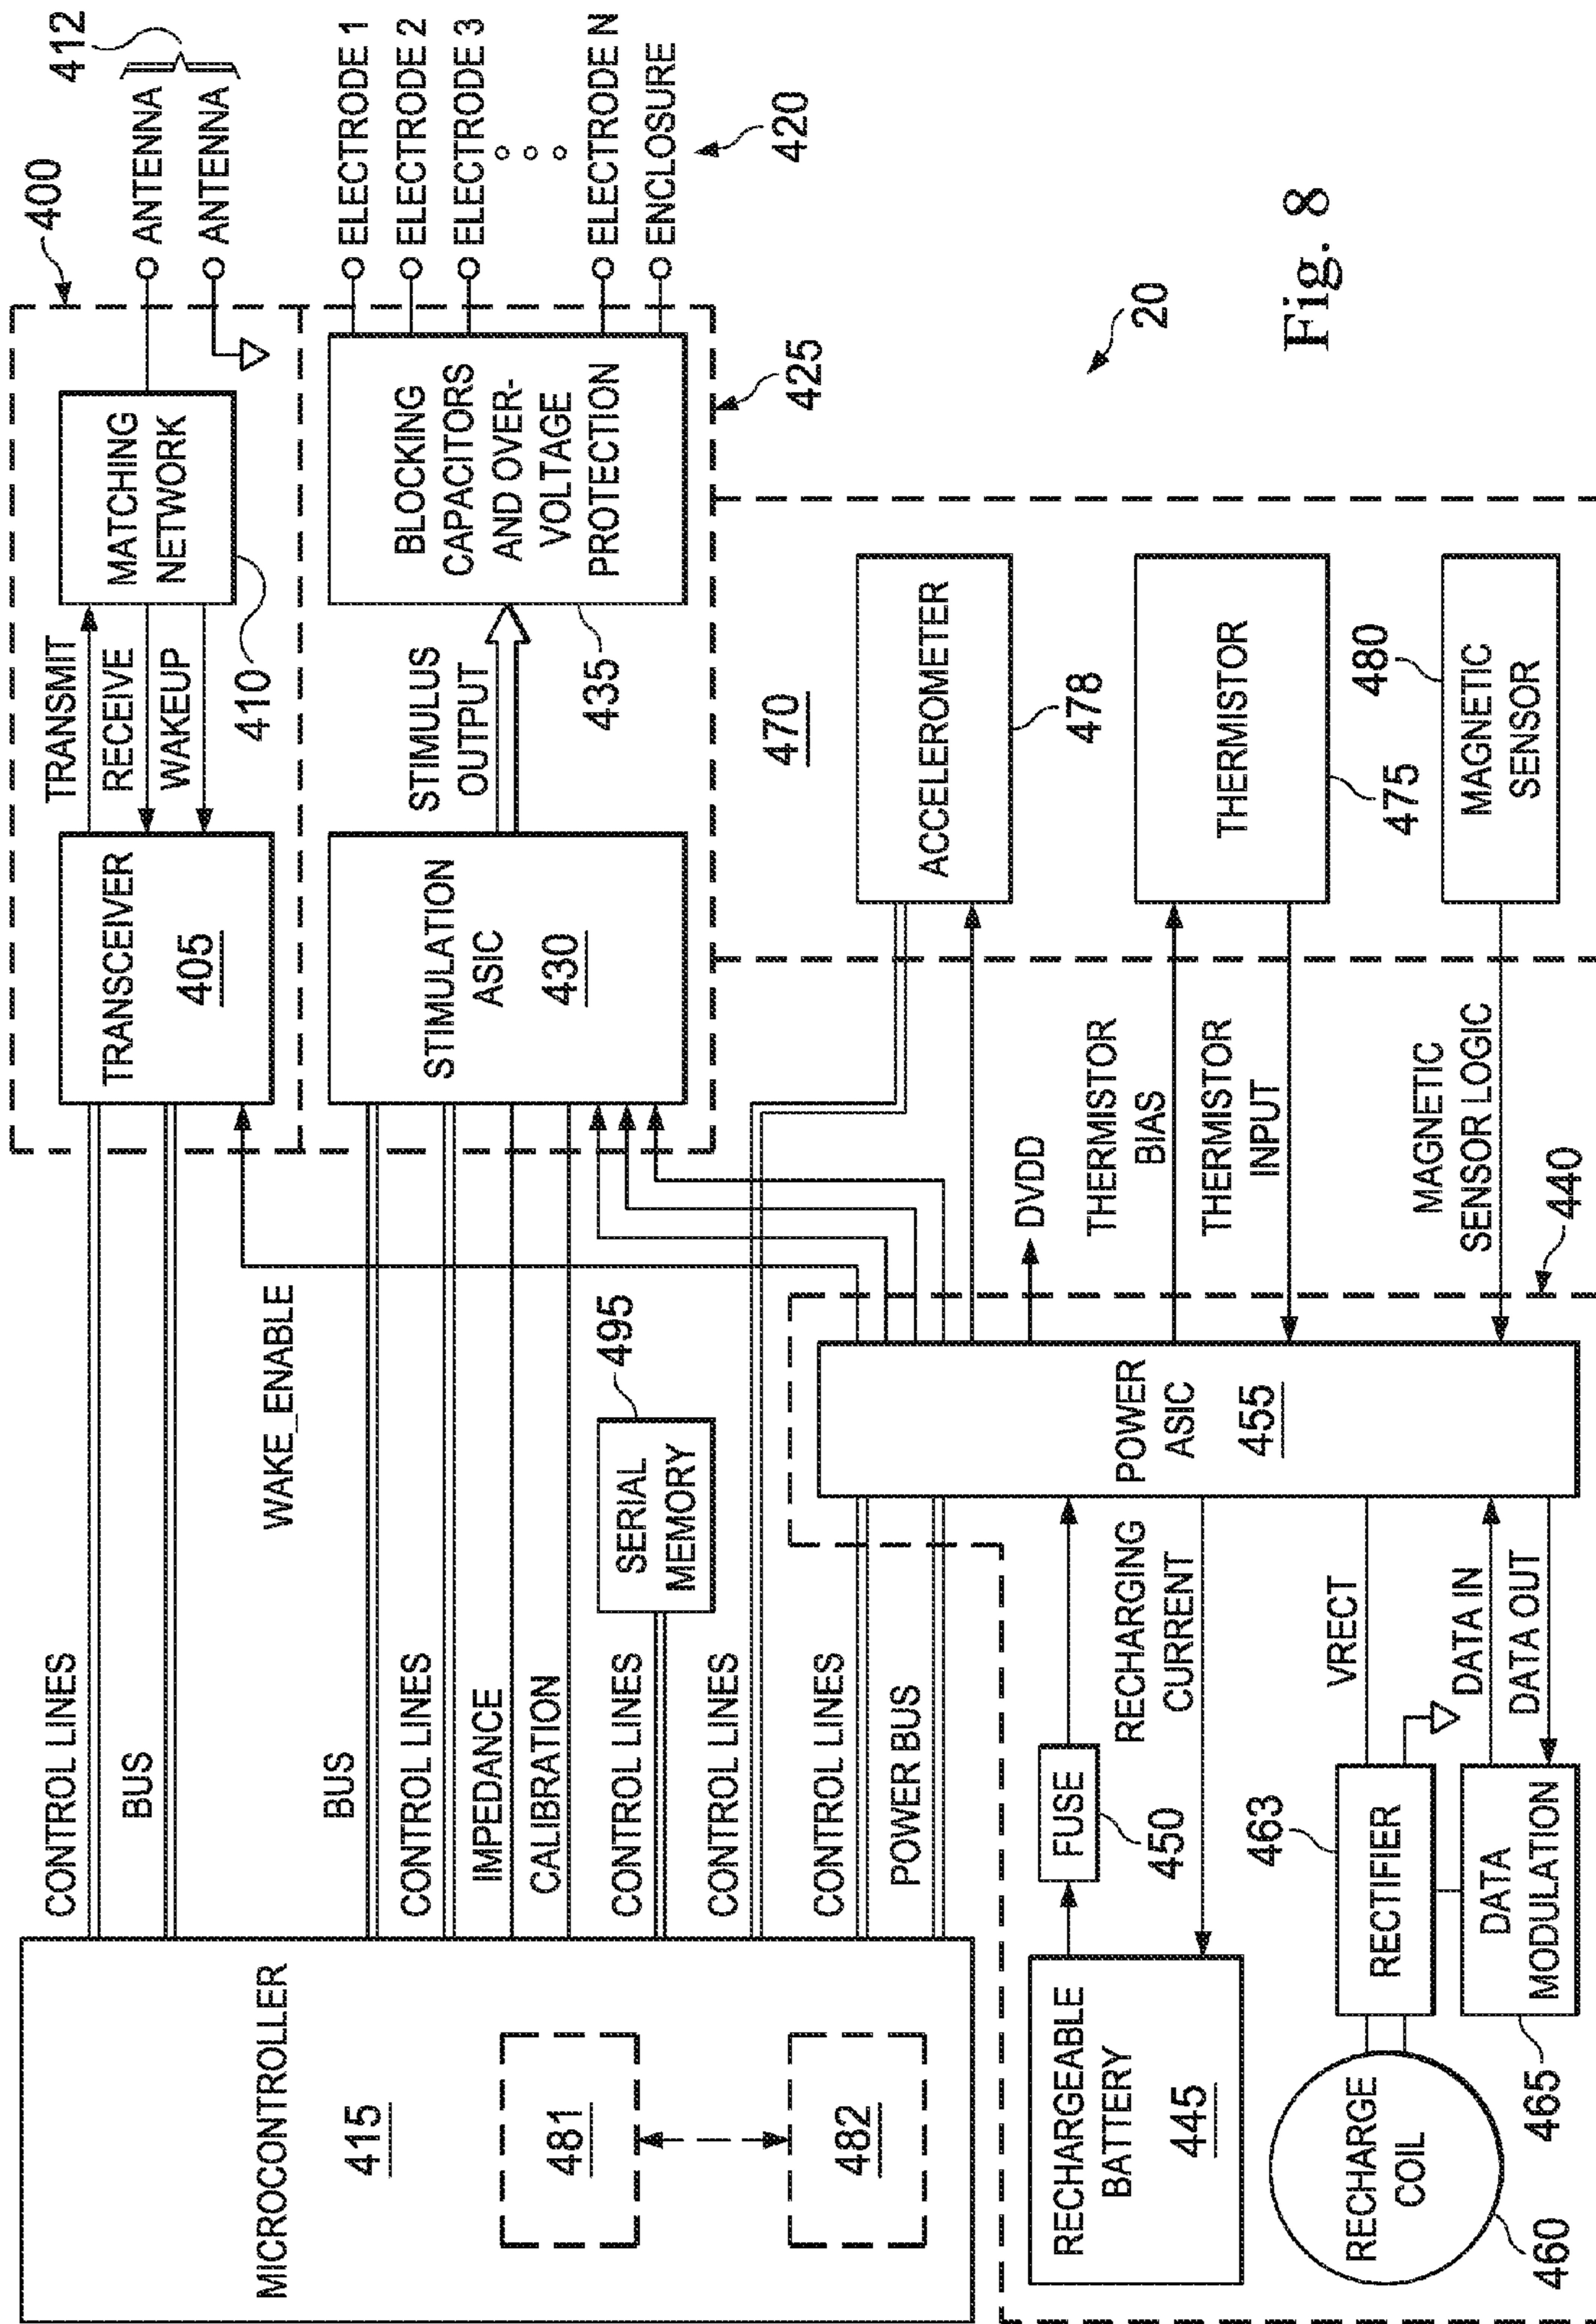 400
412
TRANSCEIVER
405
TRANSMIT
RECEIVE
WAKEUP
MATCHING
NETWORK
410
ANTENNA
ANTENNA
CONTROL LINES
BUS
WAKE_ENABLE
MICROCONTROLLER
415
481
482
BUS
CONTROL LINES
IMPEDANCE
CALIBRATION
CONTROL LINES
SERIAL
MEMORY
495
CONTROL LINES
CONTROL LINES
POWER BUS
STIMULATION
ASIC
430
STIMULUS
OUTPUT
BLOCKING
CAPACITORS
AND OVER-
VOLTAGE
PROTECTION
435
425
ELECTRODE 1
ELECTRODE 2
ELECTRODE 3
ELECTRODE N
ENCLOSURE
420
470
ACCELEROMETER
478
DVDD
THERMISTOR
BIAS
THERMISTOR
INPUT
THERMISTOR
475
MAGNETIC
SENSOR LOGIC
MAGNETIC
SENSOR
480
440
POWER
ASIC
455
RECHARGEABLE
BATTERY
445
FUSE
450
RECHARGING
CURRENT
RECHARGE
COIL
460
RECTIFIER
463
VRECT
DATA
MODULATION
465
DATA IN
DATA OUT
20
Fig. 8